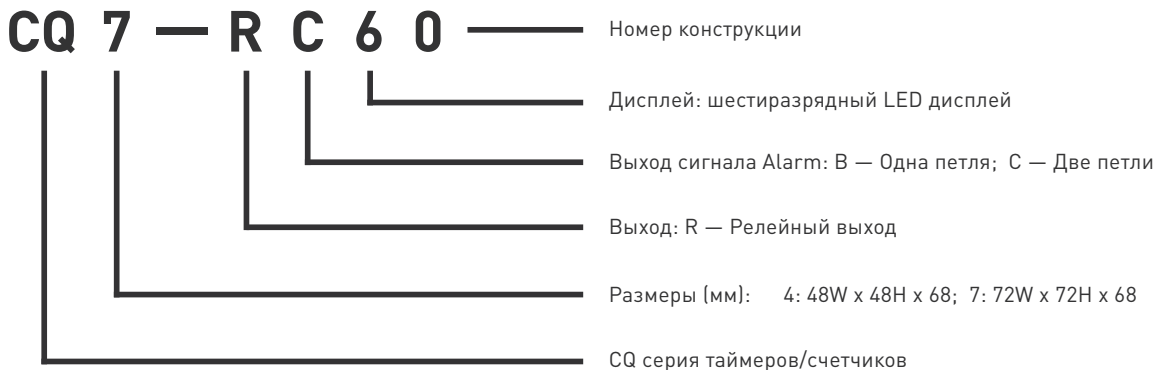 CQ 7 — R C 6 0
Номер конструкции
Дисплей: шестиразрядный LED дисплей
Выход сигнала Alarm: B — Одна петля; C — Две петли
Выход: R — Релейный выход
Размеры (мм): 4: 48W x 48H x 68; 7: 72W x 72H x 68
CQ серия таймеров/счетчиков